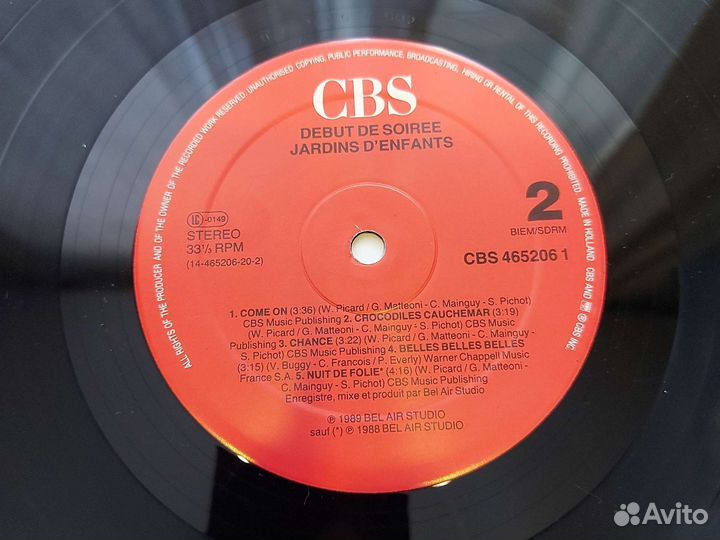 ALL RIGHTS OF THE PRODUCER AND OF THE OWNER OF THE RECORDED WORK RESERVED. UNAUTHORISED COPYING, PUBLIC PERFORMANCE, BROADCASTING, HIRING OR RENTAL OF THIS RECORDING PROHIBITED MADE IN HOLLAND CBS AND ℗ CBS INC.
CBS
DEBUT DE SOIREE
JARDINS D'ENFANTS
LC-0149
STEREO
33⅓ RPM
(14-465206-20-2)
2
BIEM/SDRM
CBS 465206 1
1. COME ON (3:36) (W. Picard / G. Matteoni - C. Mainguy - S. Pichot)
CBS Music Publishing 2. CROCODILES CAUCHEMAR (3:19)
(W. Picard / G. Matteoni - C. Mainguy - S. Pichot) CBS Music
Publishing 3. CHANCE (3:22) (W. Picard / G. Matteoni - C. Mainguy -
S. Pichot) CBS Music Publishing 4. BELLES BELLES BELLES
(3:15) (V. Buggy - C. Francois / P. Everly) Warner Chappell Music
France S.A. 5. NUIT DE FOLIE* (4:16) (W. Picard / G. Matteoni -
C. Mainguy - S. Pichot) CBS Music Publishing
Enregistre, mixe et produit par Bel Air Studio
℗ 1989 BEL AIR STUDIO
sauf (*) ℗ 1988 BEL AIR STUDIO
Avito